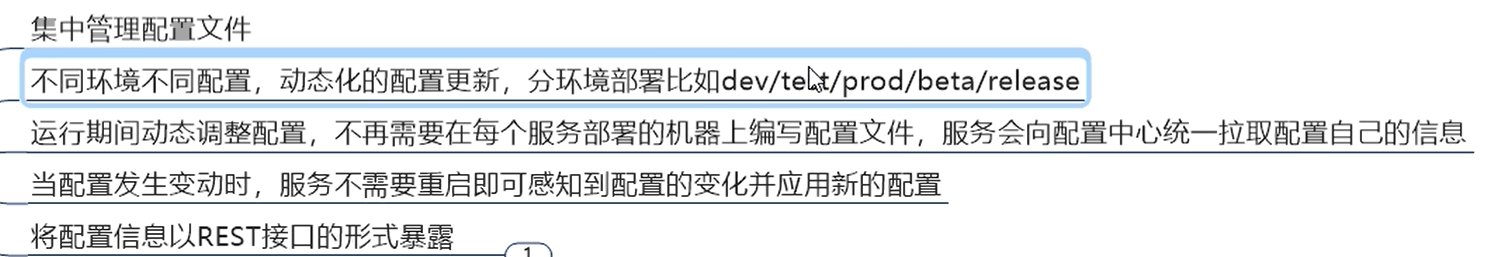 集中管理配置文件
不同环境不同配置，动态化的配置更新，分环境部署比如dev/test/prod/beta/release
运行期间动态调整配置，不再需要在每个服务部署的机器上编写配置文件，服务会向配置中心统一拉取配置自己的信息
当配置发生变动时，服务不需要重启即可感知到配置的变化并应用新的配置
将配置信息以REST接口的形式暴露
1